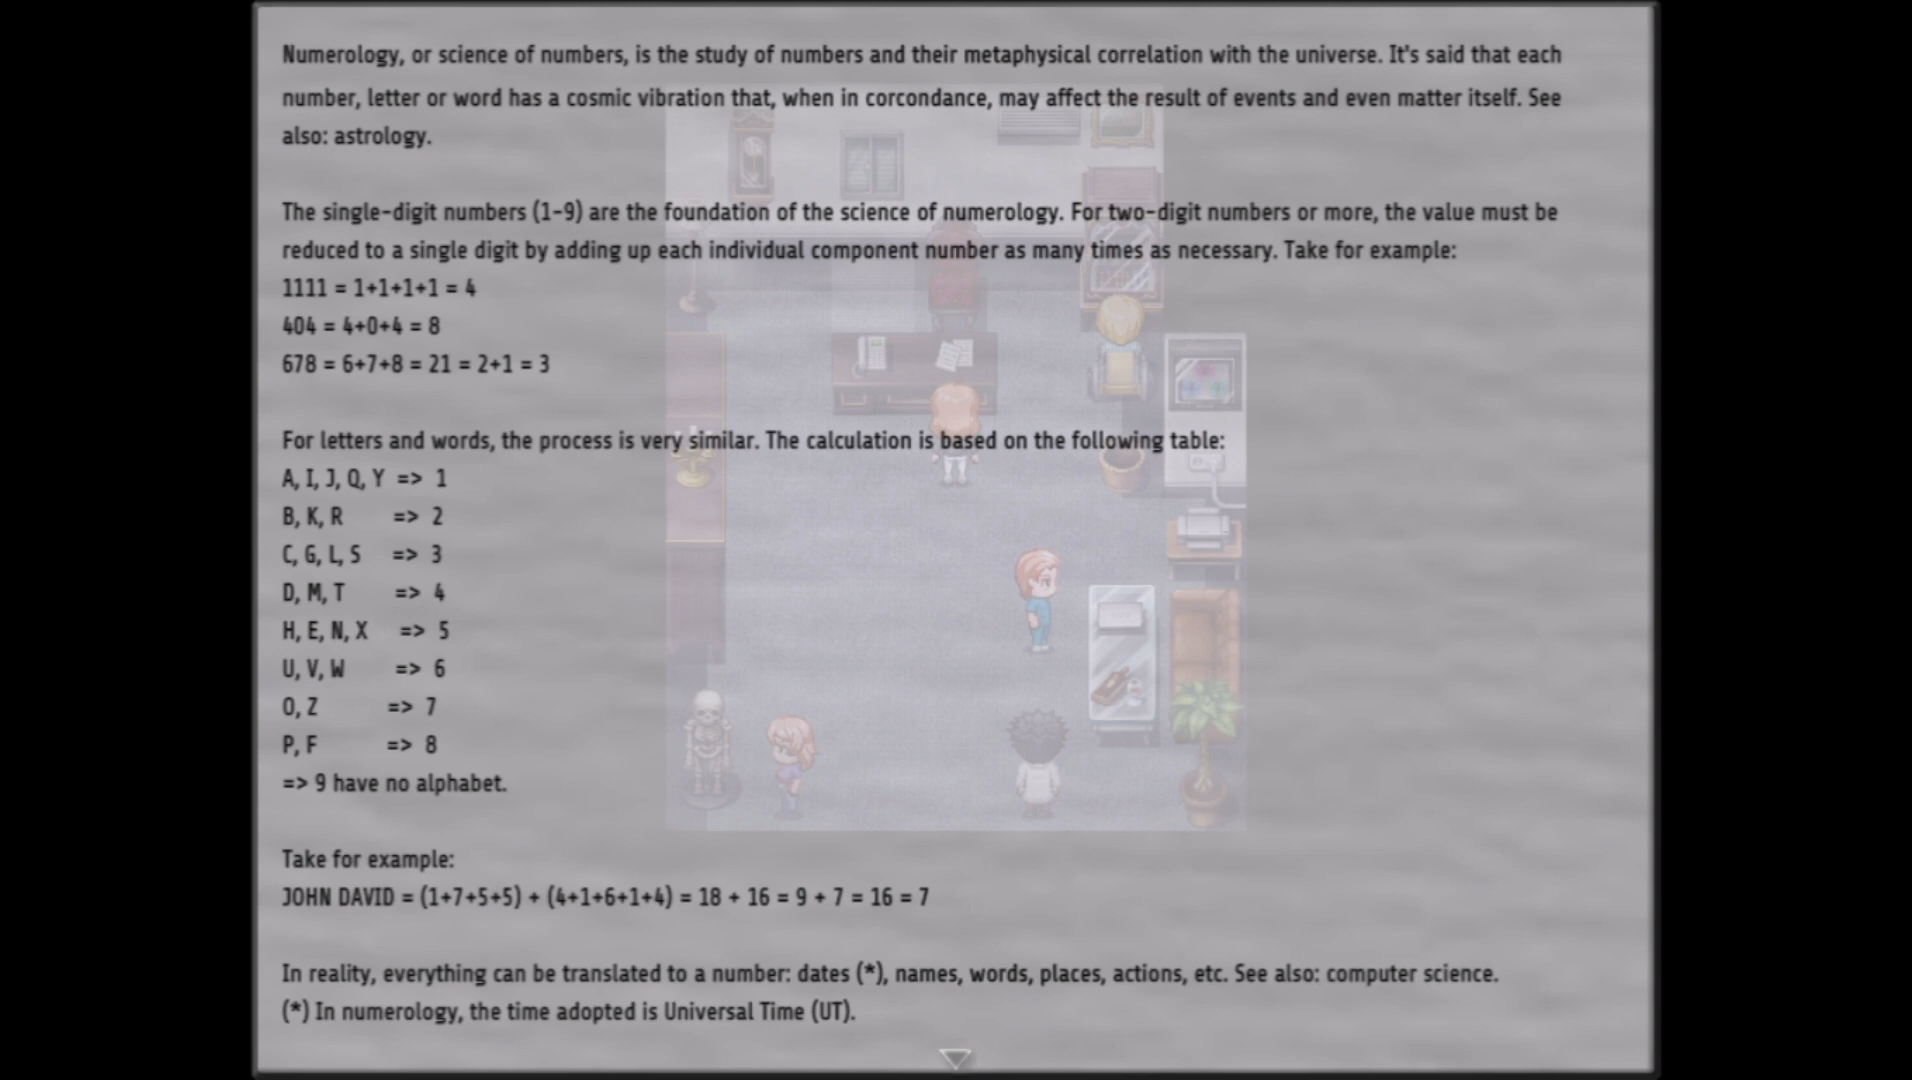 Numerology, or science of numbers, is the study of numbers and their metaphysical correlation with the universe. It's said that each
number, letter or word has a cosmic vibration that, when in corcondance, may affect the result of events and even matter itself. See
also: astrology.
The single-digit numbers (1-9) are the foundation of the science of numerology. For two-digit numbers or more, the value must be
reduced to a single digit by adding up each individual component number as many times as necessary. Take for example:
1111 = 1+1+1+1 = 4
404 = 4+0+4 = 8
678 = 6+7+8 = 21 = 2+1 = 3
For letters and words, the process is very similar. The calculation is based on the following table:
A, I, J, Q, Y => 1
B, K, R => 2
C, G, L, S => 3
D, M, T => 4
H, E, N, X => 5
U, V, W => 6
O, Z => 7
P, F => 8
=> 9 have no alphabet.
Take for example:
JOHN DAVID = (1+7+5+5) + (4+1+6+1+4) = 18 + 16 = 9 + 7 = 16 = 7
In reality, everything can be translated to a number: dates (*), names, words, places, actions, etc. See also: computer science.
(*) In numerology, the time adopted is Universal Time (UT).